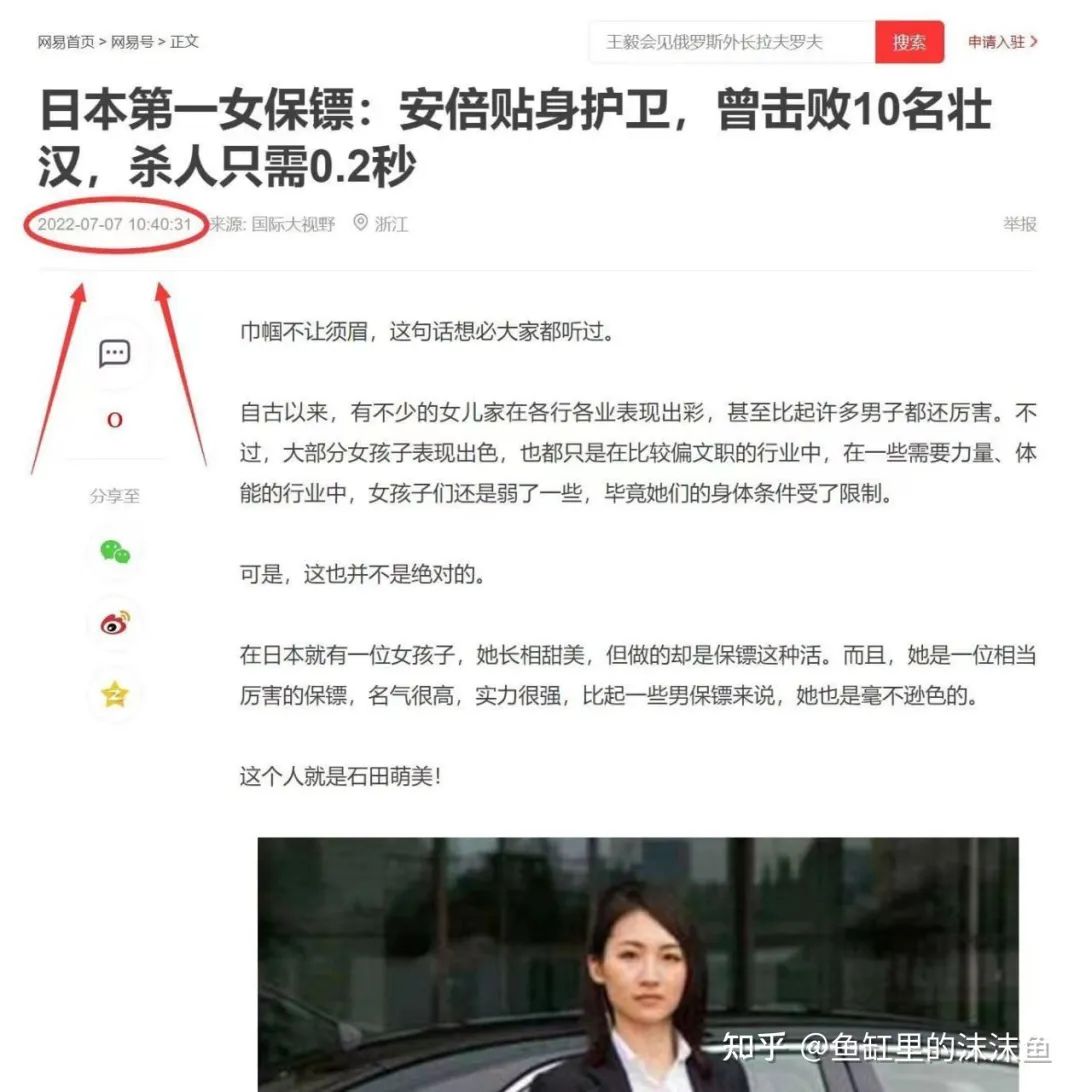 网易首页 > 网易号 > 正文
王毅会见俄罗斯外长拉夫罗夫
搜索
申请入驻 >
日本第一女保镖：安倍贴身护卫，曾击败10名壮
汉，杀人只需0.2秒
2022-07-07 10:40:31 来源: 国际大视野 浙江
举报
巾帼不让须眉，这句话想必大家都听过。
0
自古以来，有不少的女儿家在各行各业表现出彩，甚至比起许多男子都还厉害。不
过，大部分女孩子表现出色，也都只是在比较偏文职的行业中，在一些需要力量、体
能的行业中，女孩子们还是弱了一些，毕竟她们的身体条件受了限制。
分享至
可是，这也并不是绝对的。
在日本就有一位女孩子，她长相甜美，但做的却是保镖这种活。而且，她是一位相当
厉害的保镖，名气很高，实力很强，比起一些男保镖来说，她也是毫不逊色的。
这个人就是石田萌美！
知乎 @鱼缸里的沫沫鱼